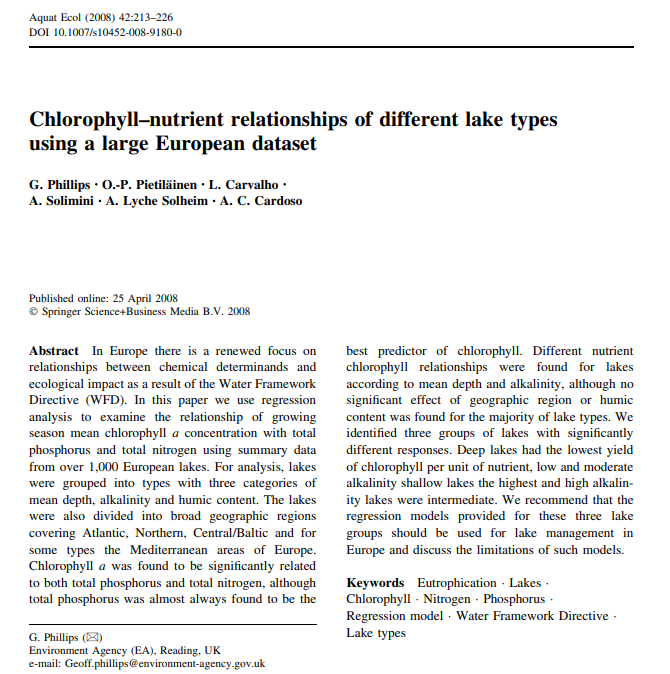 Aquat Ecol (2008) 42:213–226
DOI 10.1007/s10452-008-9180-0
Chlorophyll–nutrient relationships of different lake types
using a large European dataset
G. Phillips · O.-P. Pietiläinen · L. Carvalho ·
A. Solimini · A. Lyche Solheim · A. C. Cardoso
Published online: 25 April 2008
© Springer Science+Business Media B.V. 2008
Abstract In Europe there is a renewed focus on
relationships between chemical determinands and
ecological impact as a result of the Water Framework
Directive (WFD). In this paper we use regression
analysis to examine the relationship of growing
season mean chlorophyll a concentration with total
phosphorus and total nitrogen using summary data
from over 1,000 European lakes. For analysis, lakes
were grouped into types with three categories of
mean depth, alkalinity and humic content. The lakes
were also divided into broad geographic regions
covering Atlantic, Northern, Central/Baltic and for
some types the Mediterranean areas of Europe.
Chlorophyll a was found to be significantly related
to both total phosphorus and total nitrogen, although
total phosphorus was almost always found to be the
best predictor of chlorophyll. Different nutrient
chlorophyll relationships were found for lakes
according to mean depth and alkalinity, although no
significant effect of geographic region or humic
content was found for the majority of lake types. We
identified three groups of lakes with significantly
different responses. Deep lakes had the lowest yield
of chlorophyll per unit of nutrient, low and moderate
alkalinity shallow lakes the highest and high alkalin-
ity lakes were intermediate. We recommend that the
regression models provided for these three lake
groups should be used for lake management in
Europe and discuss the limitations of such models.
Keywords Eutrophication · Lakes ·
Chlorophyll · Nitrogen · Phosphorus ·
Regression model · Water Framework Directive ·
Lake types
G. Phillips (✉)
Environment Agency (EA), Reading, UK
e-mail: Geoff.phillips@environment-agency.gov.uk